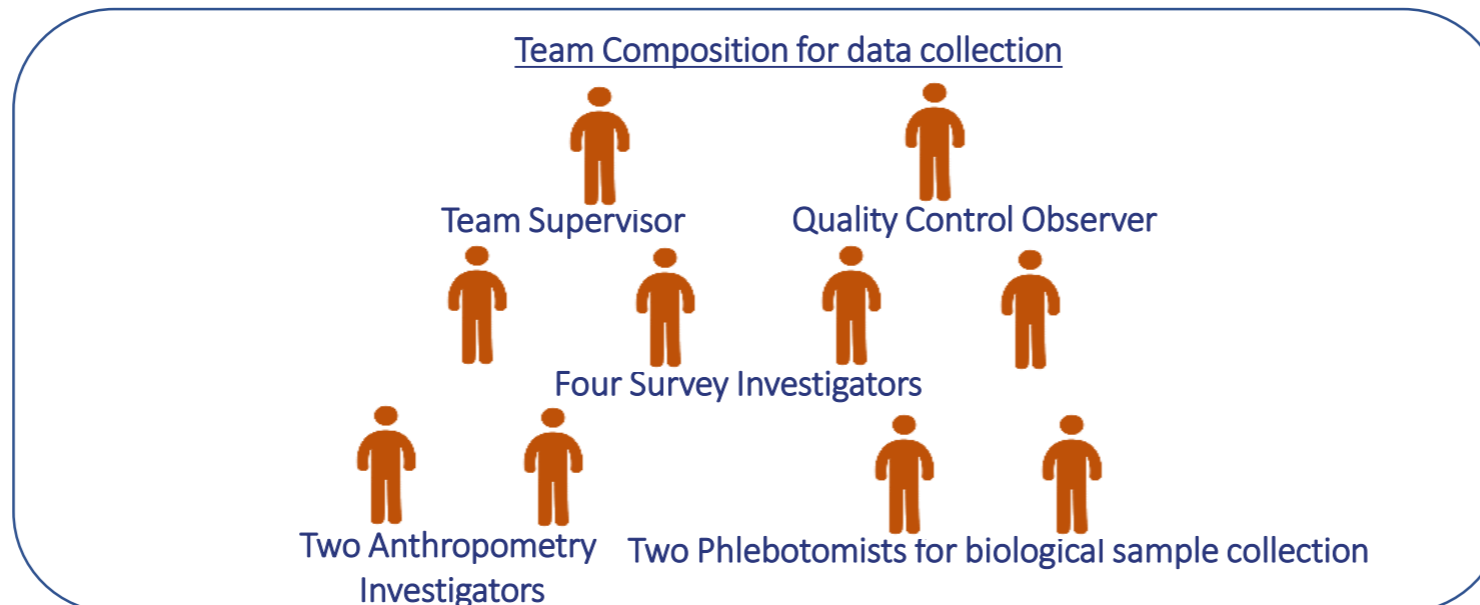 Team Composition for data collection
Team Supervisor
Quality Control Observer
Four Survey Investigators
Two Anthropometry
Investigators
Two Phlebotomists for biological sample collection